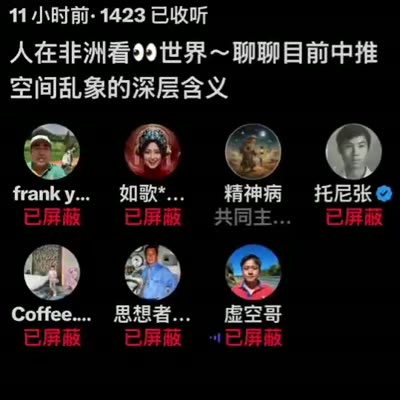 11 小时前· 1423 已收听
人在非洲看👀世界～聊聊目前中推
空间乱象的深层含义
frank y... 如歌*... 精神病 托尼张
已屏蔽 已屏蔽 共同主... 已屏蔽
Coffee.... 思想者... 虚空哥
已屏蔽 已屏蔽 已屏蔽